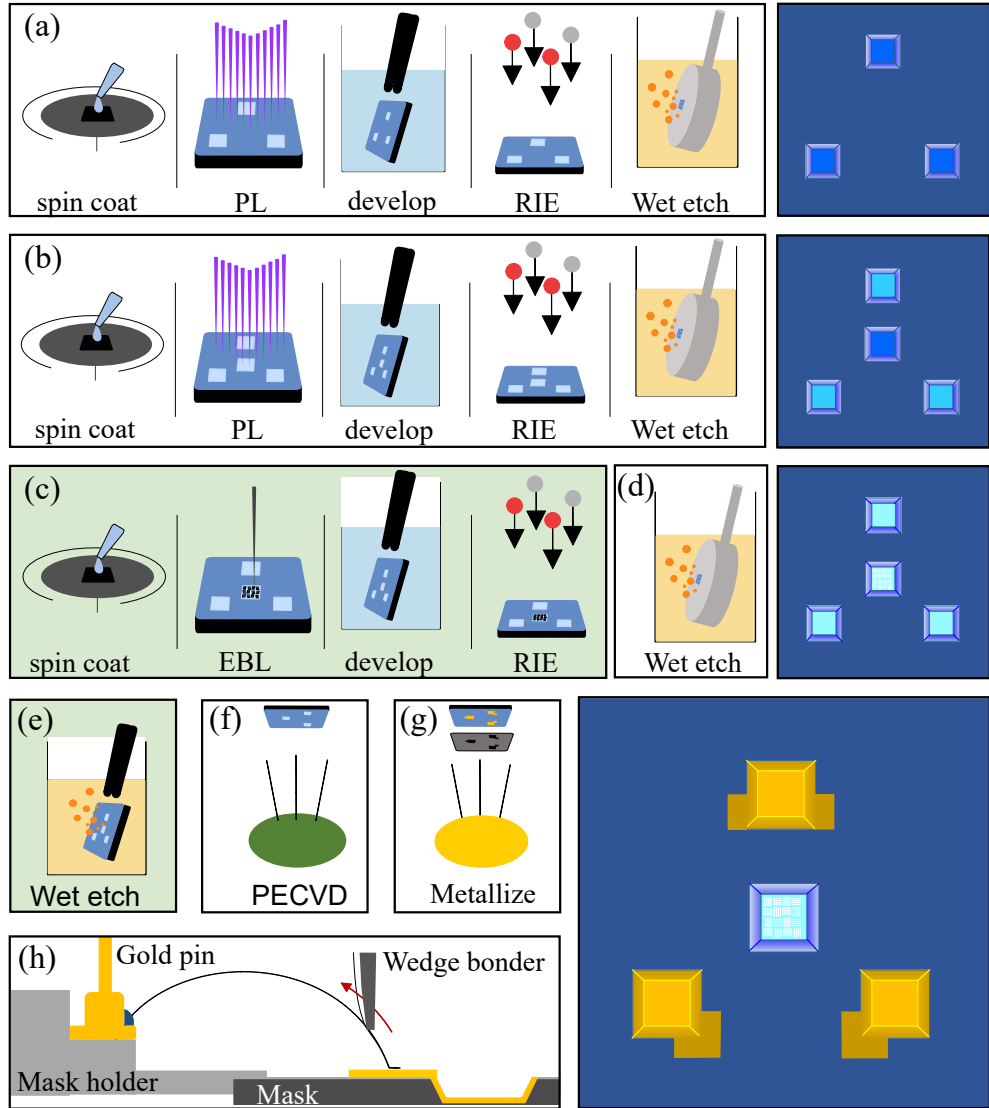 (a)
spin coat
PL
develop
RIE
Wet etch
(b)
spin coat
PL
develop
RIE
Wet etch
(c)
spin coat
EBL
develop
RIE
(d)
Wet etch
(e)
Wet etch
(f)
PECVD
(g)
Metallize
(h)
Gold pin
Wedge bonder
Mask holder
Mask